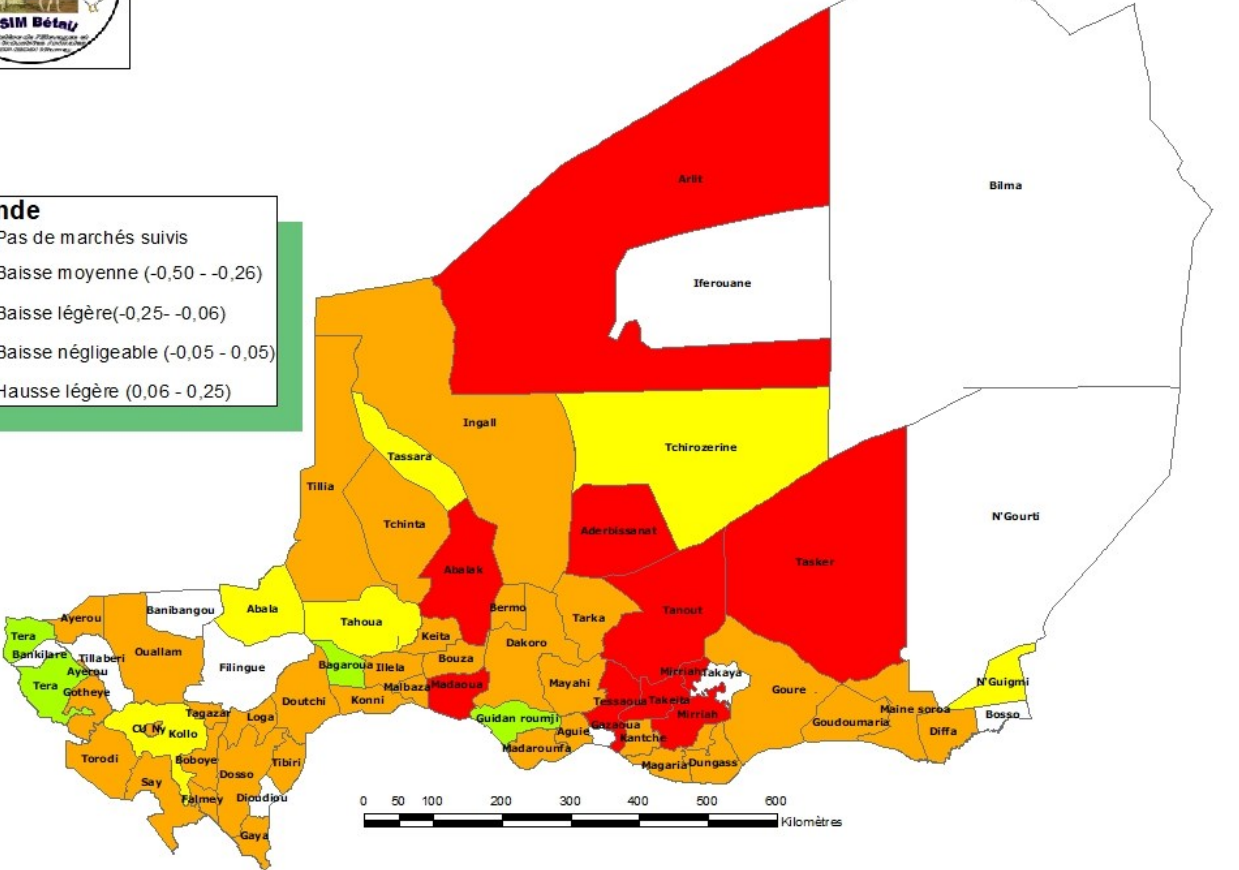 SIM Bétail
nde
Pas de marchés suivis
Baisse moyenne (-0,50 - -0,26)
Baisse légère(-0,25- -0,06)
Baisse négligeable (-0,05 - 0,05)
Hausse légère (0,06 - 0,25)
Arlit
Bilma
Iferouane
Ingall
Tchirozerine
Tassara
Tillia
Tchinta
N'Gourti
Aderbissanat
Tasker
Abalak
Banibangou
Abala
Bermo
Tanout
Ayerou
Tarka
Tahoua
Tera
Keita
Dakoro
Ouallam
Bankilare
Tillaberi
Bouza
Filingue
Bagaroua
Illela
Ayerou
Mirriah
Takaya
N'Guigmi
Tera
Malbaza
Madaoua
Mayahi
Goure
Gotheye
Doutchi
Konni
Tessaoua
Takeita
Maine soroa
Tagazar
Loga
Guidan roumji
Mirriah
Bosso
Goudoumaria
CU Ny
Kollo
Aguie
Gazaoua
Diffa
Kantche
Madarounfa
Torodi
Boboye
Tibiri
Magaria
Dungass
Say
Dosso
Falmey
Dioudiou
Gaya
0 50 100 200 300 400 500 600
Kilomètres